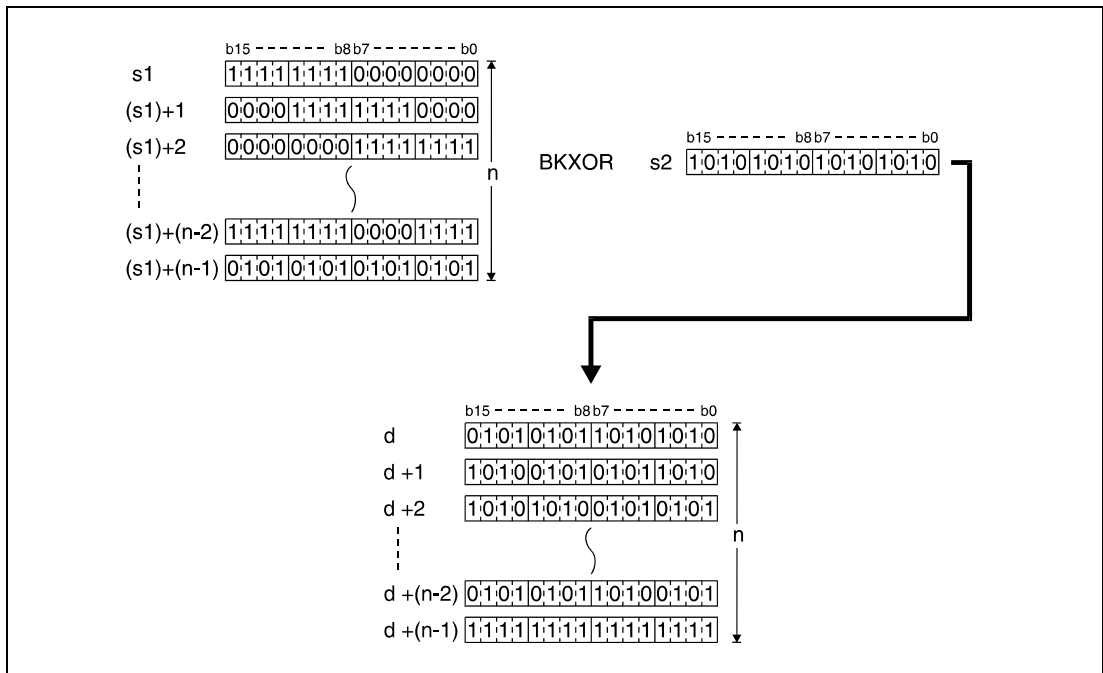 b15 b8 b7 b0
s1 1111111100000000
(s1)+1 0000111111110000
(s1)+2 0000000011111111
n
(s1)+(n-2) 1111111100001111
(s1)+(n-1) 0101010101010101
BKXOR s2
b15 b8 b7 b0
1010101010101010
b15 b8 b7 b0
d 0101010110101010
d +1 1010010101011010
d +2 1010101001010101
n
d +(n-2) 0101010110100101
d +(n-1) 1111111111111111